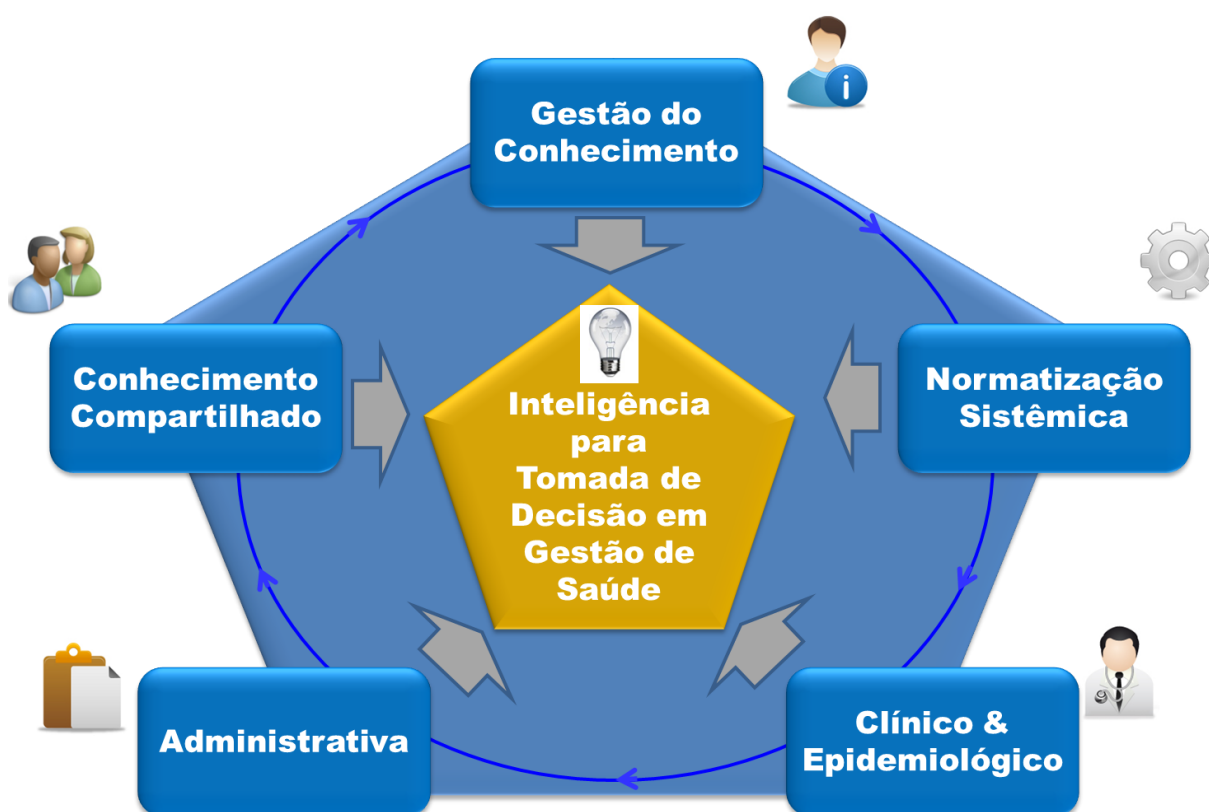 Gestão do
Conhecimento
Conhecimento
Compartilhado
Normatização
Sistêmica
Inteligência
para
Tomada de
Decisão em
Gestão de
Saúde
Administrativa
Clínico &
Epidemiológico